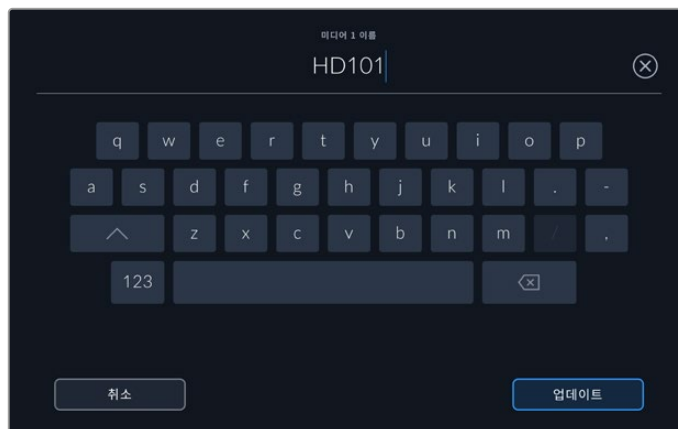 미디어 1 이름
HD101
q w e r t y u i o p
a s d f g h j k l . -
z x c v b n m / ,
123
취소
업데이트